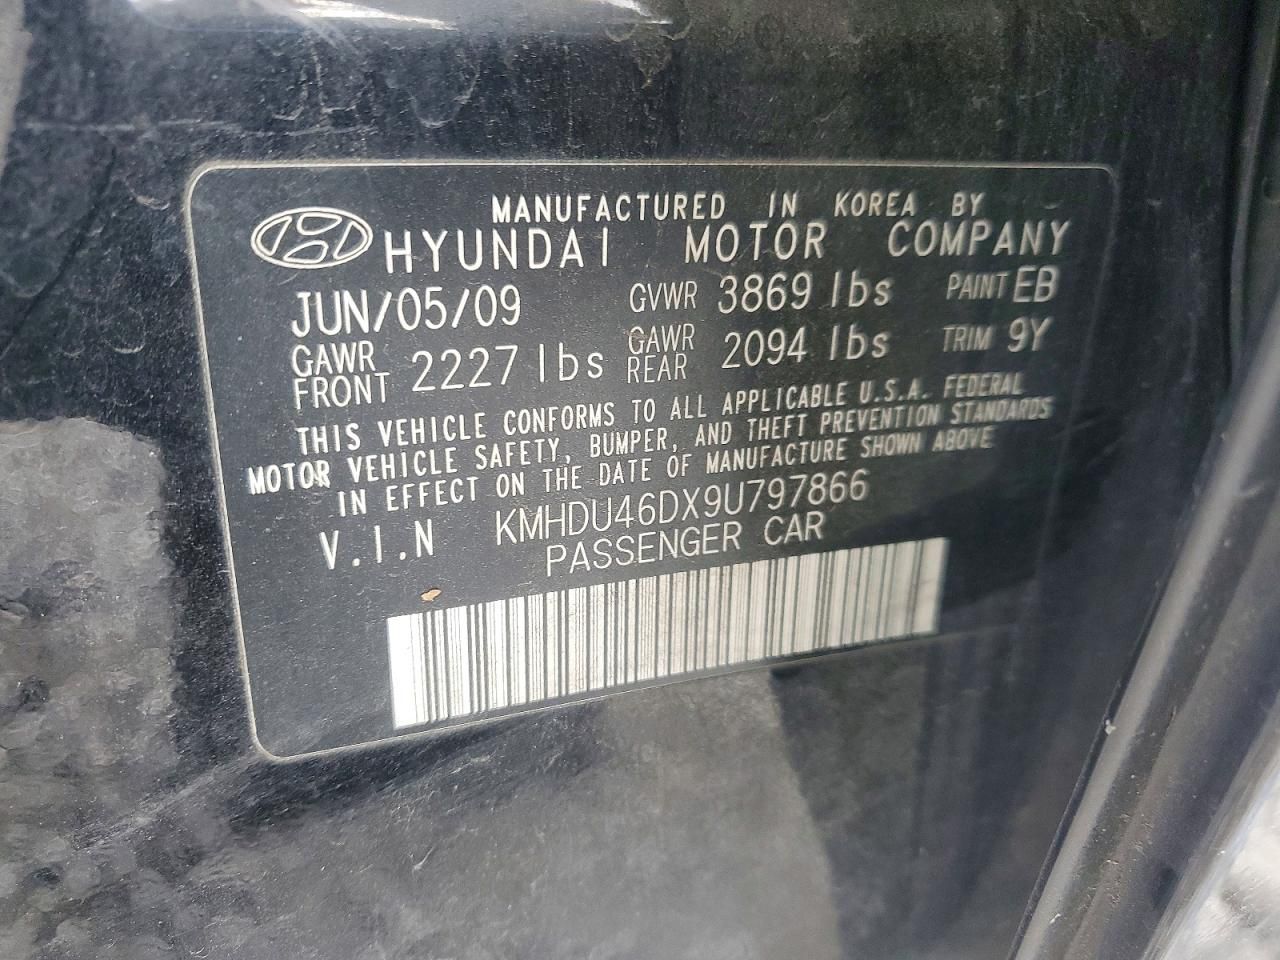 MANUFACTURED IN KOREA BY
HYUNDAI MOTOR COMPANY
JUN/05/09 GVWR 3869 lbs PAINT EB
GAWR FRONT 2227 lbs GAWR REAR 2094 lbs TRIM 9Y
THIS VEHICLE CONFORMS TO ALL APPLICABLE U.S.A. FEDERAL
MOTOR VEHICLE SAFETY, BUMPER, AND THEFT PREVENTION STANDARDS
IN EFFECT ON THE DATE OF MANUFACTURE SHOWN ABOVE
V.I.N KMHDU46DX9U797866
PASSENGER CAR